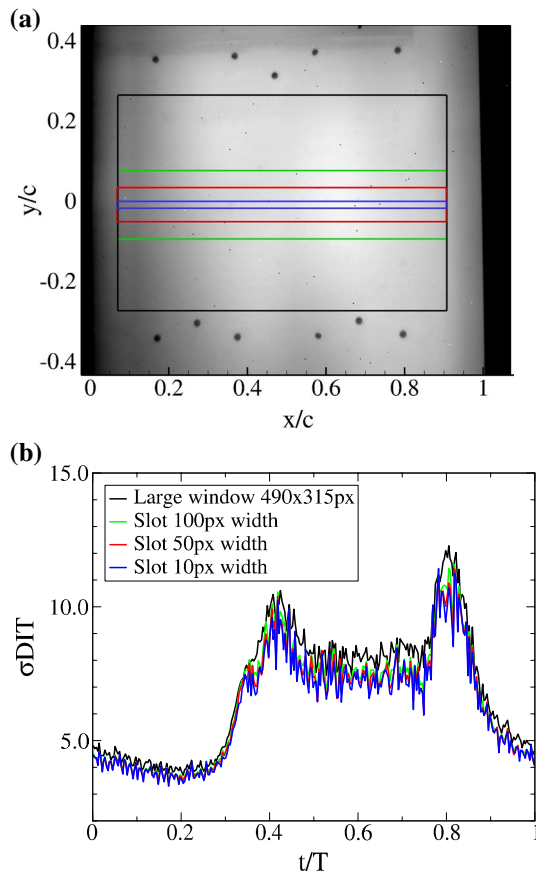 (a)
0.4
0.2
0
-0.2
-0.4
y/c
0 0.2 0.4 0.6 0.8 1
x/c
(b)
15.0
10.0
5.0
σDIT
Large window 490x315px
Slot 100px width
Slot 50px width
Slot 10px width
0 0.2 0.4 0.6 0.8 1
t/T